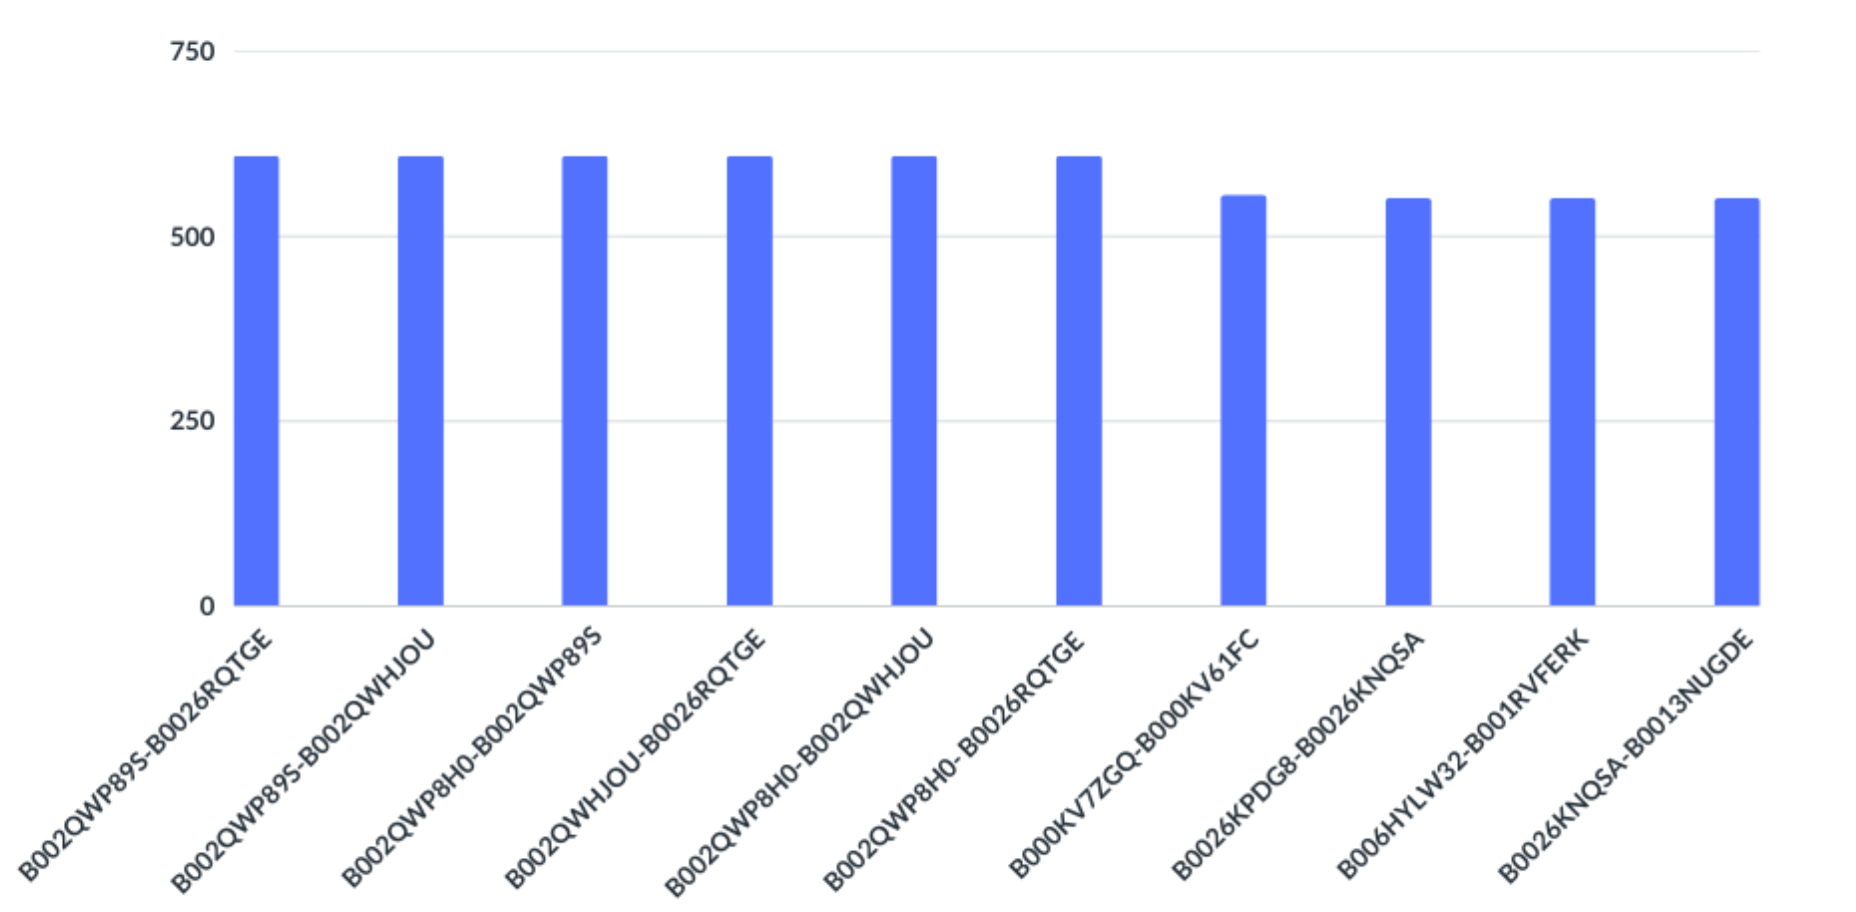 750
500
250
0
B002QWP89S-B0026RQTGE
B002QWP89S-B002QWHJOU
B002QWP8H0-B002QWP89S
B002QWHJOU-B0026RQTGE
B002QWP8H0- B002QWHJOU
B002QWP8H0- B0026RQTGE
B000KV7ZGQ-B000KV61FC
B0026KPDG8-B0026KNQSA
B006HYLW32-B001RVFERK
B0026KNQSA-B0013NUGDE